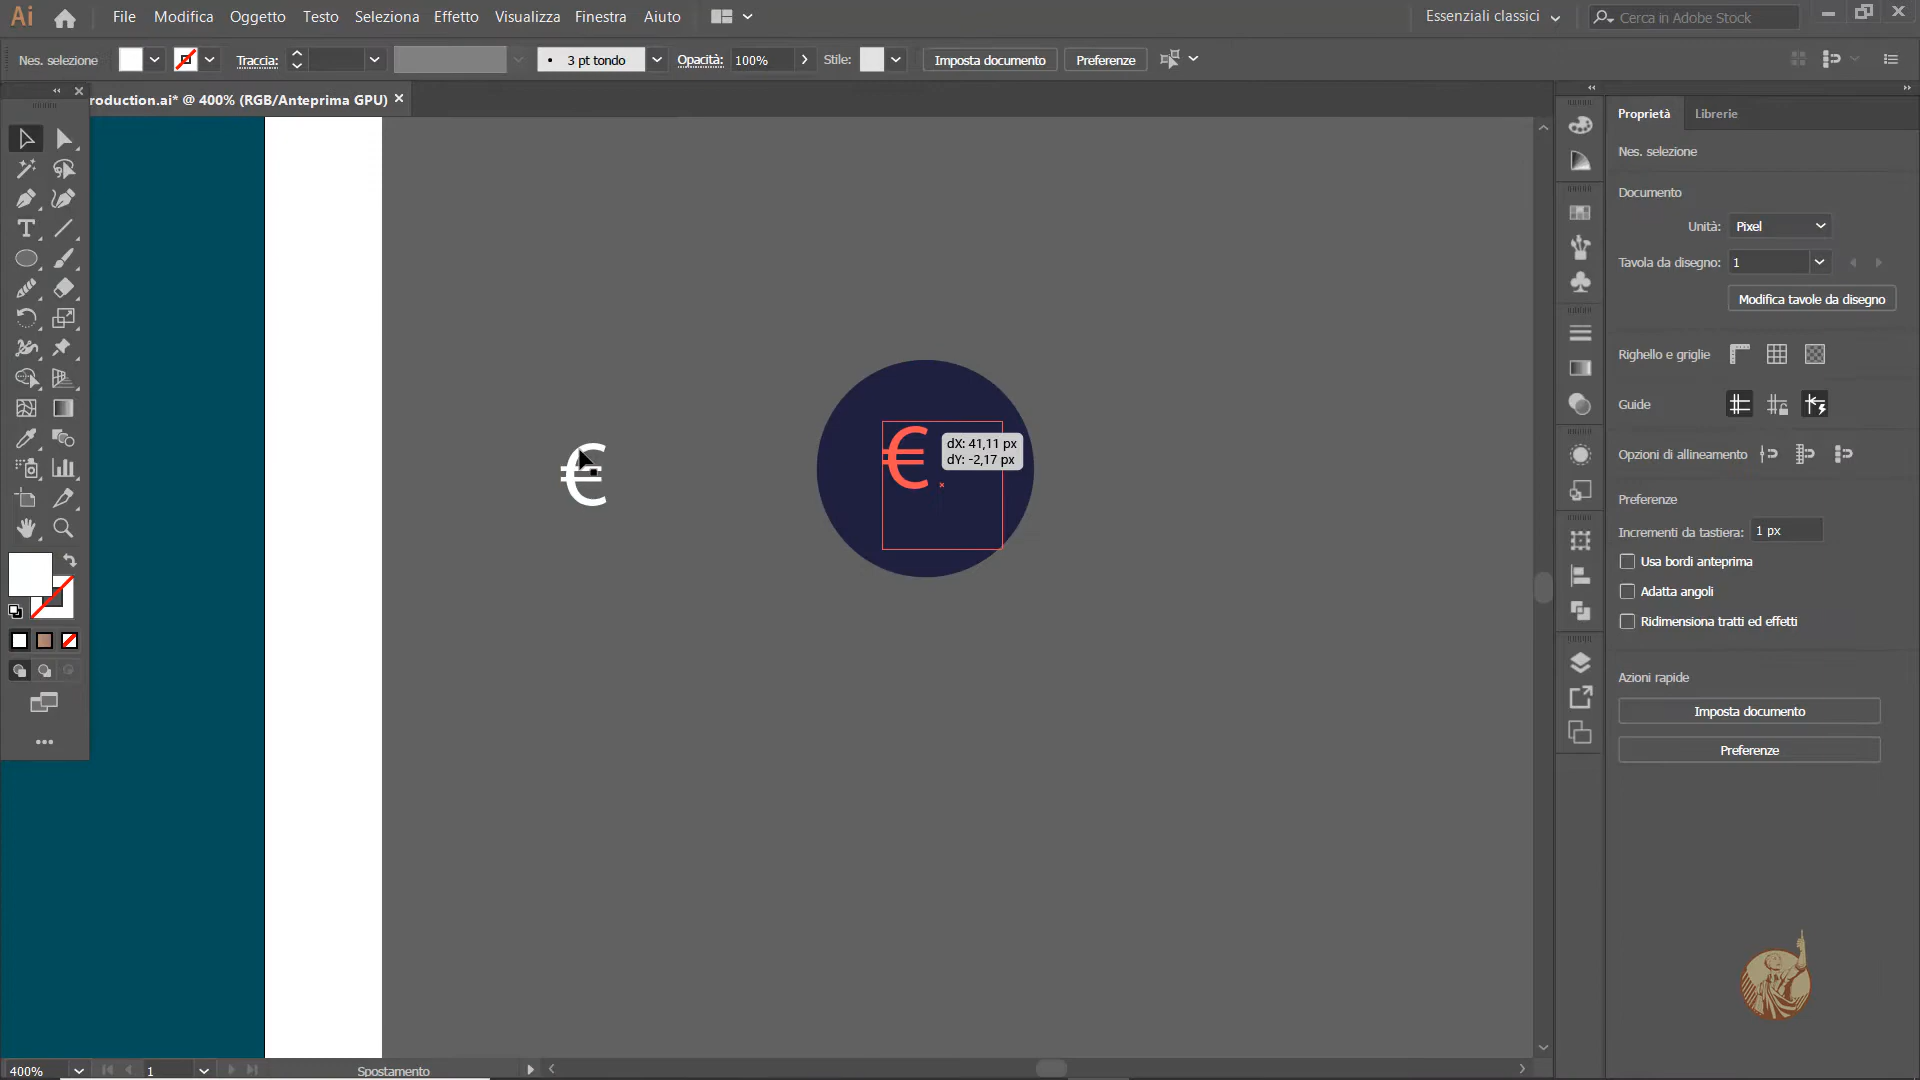 Ai File Modifica Oggetto Testo Seleziona Effetto Visualizza Finestra Aiuto Essenziali classici Cerca in Adobe Stock
Nes. selezione Traccia: 3 pt tondo Opacità: 100% Stile: Imposta documento Preferenze
roduction.ai* @ 400% (RGB/Anteprima GPU)
Proprietà Librerie
Nes. selezione
Documento
Unità: Pixel
Tavola da disegno: 1
Modifica tavole da disegno
Righello e griglie
Guide
Opzioni di allineamento
Preferenze
Incrementi da tastiera: 1 px
Usa bordi anteprima
Adatta angoli
Ridimensiona tratti ed effetti
Azioni rapide
Imposta documento
Preferenze
€
€
dX: 41,11 px
dY: -2,17 px
400% 1 Spostamento